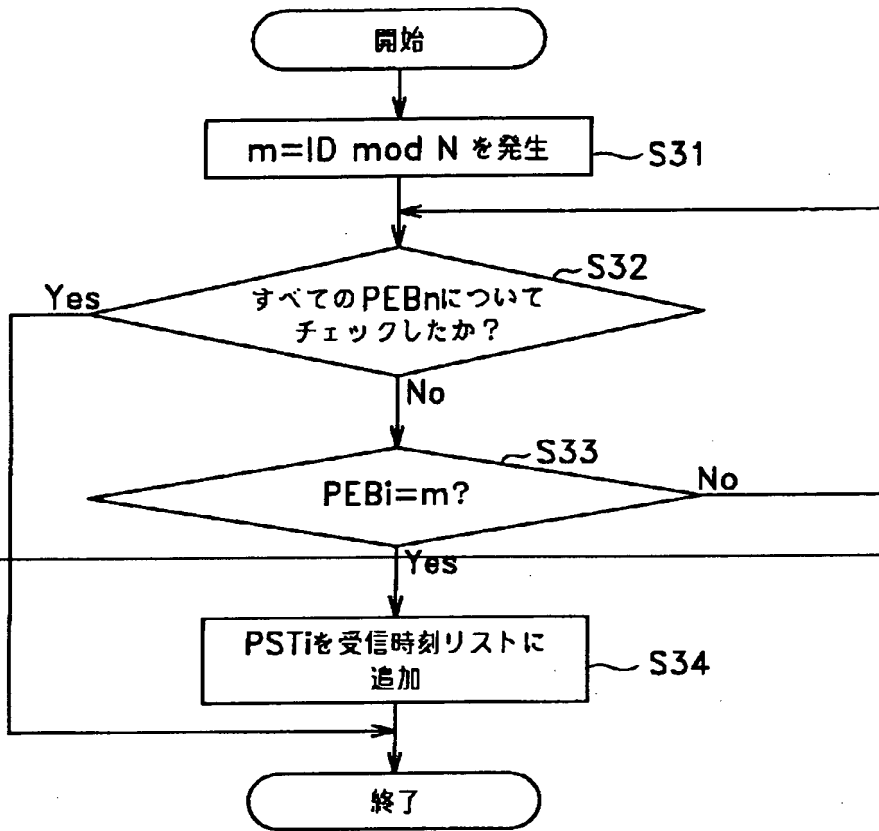 開始
m=ID mod N を発生
S31
S32
Yes
すべてのPEBnについて
チェックしたか？
No
S33
No
PEBi=m?
Yes
PSTiを受信時刻リストに
追加
S34
終了